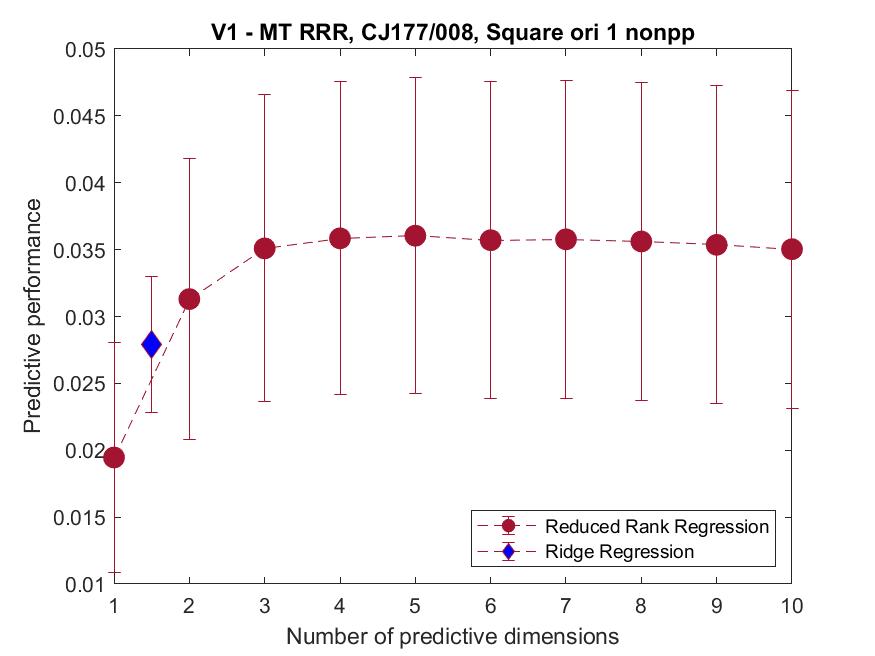 V1 - MT RRR, CJ177/008, Square ori 1 nonpp
0.05
0.045
0.04
0.035
0.03
0.025
0.02
0.015
0.01
Predictive performance
Reduced Rank Regression
Ridge Regression
1 2 3 4 5 6 7 8 9 10
Number of predictive dimensions